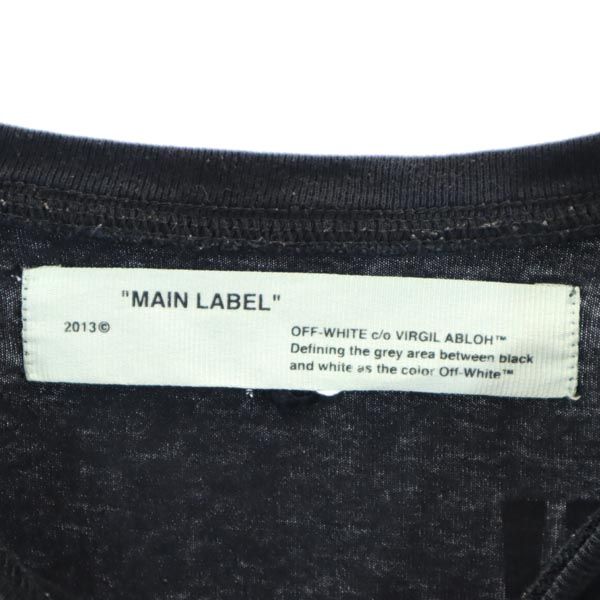 "MAIN LABEL"
2013©
OFF-WHITE c/o VIRGIL ABLOH™
Defining the grey area between black
and white as the color Off-White™